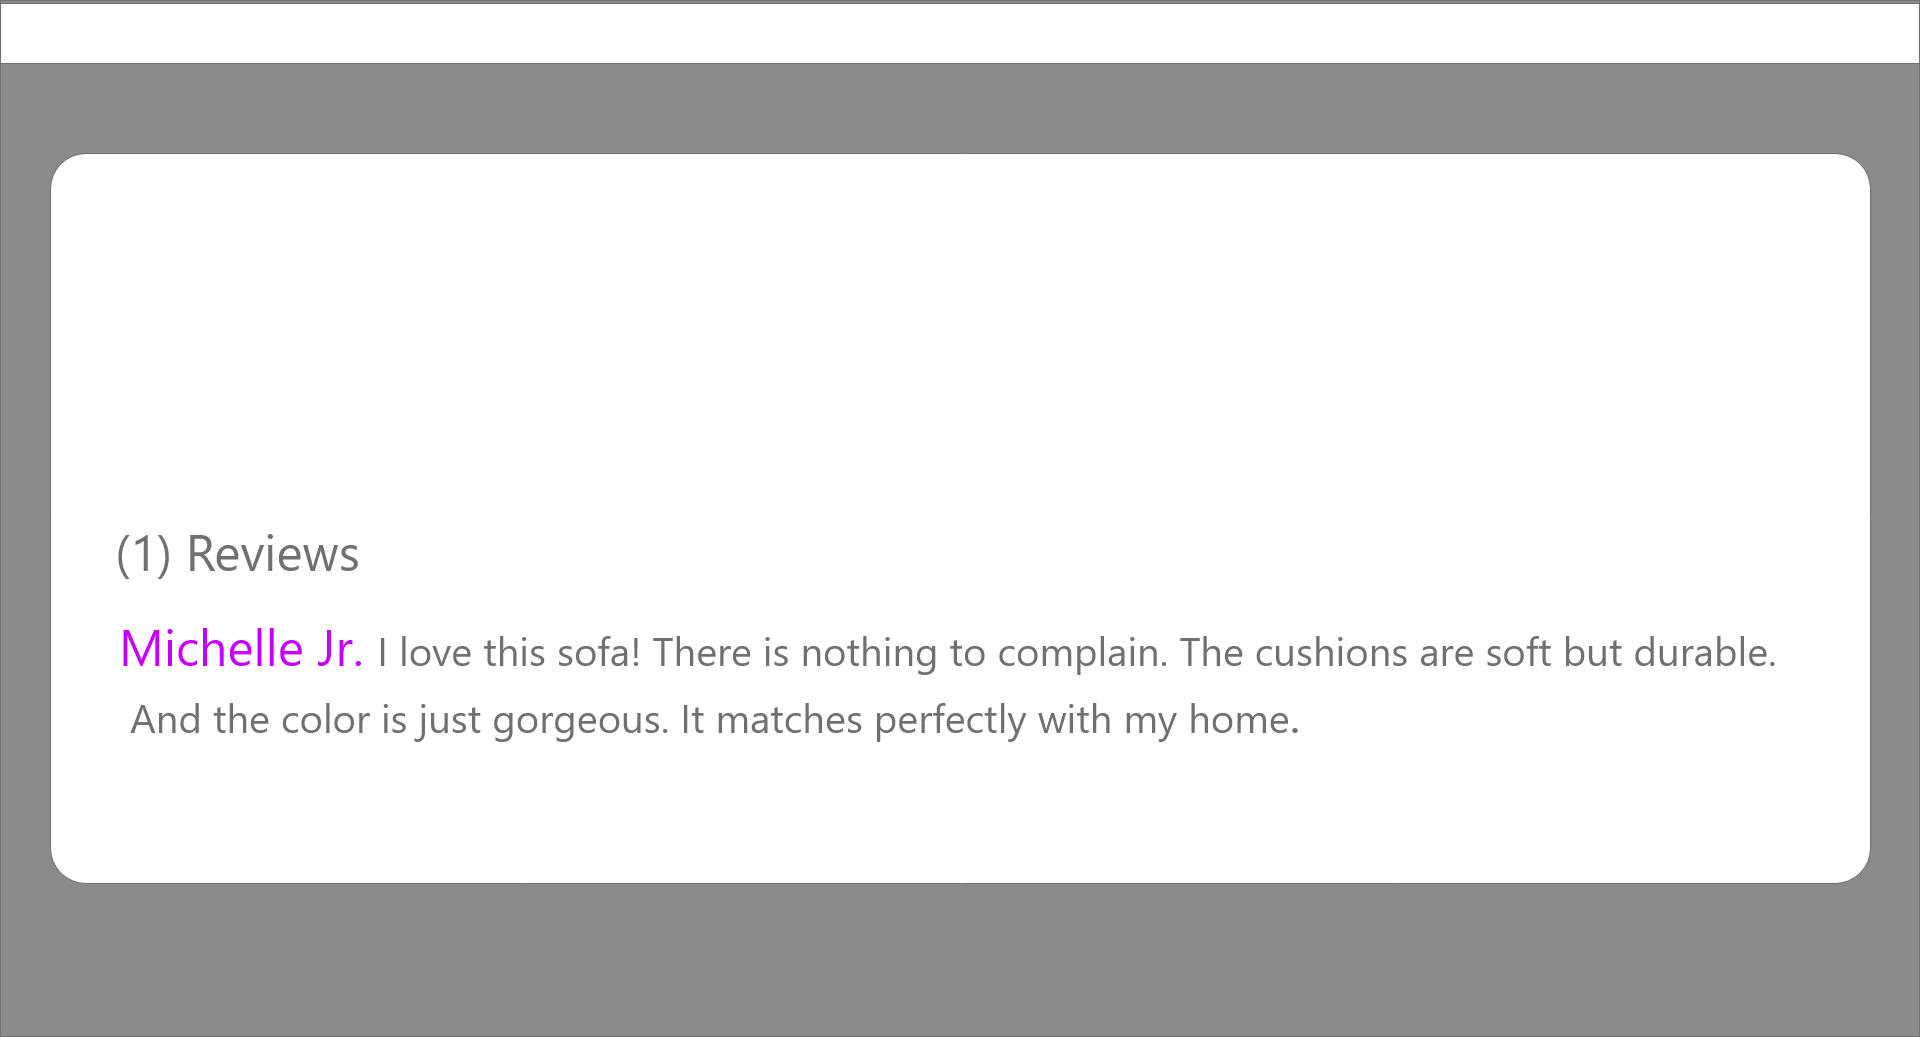 (1) Reviews
Michelle Jr. I love this sofa! There is nothing to complain. The cushions are soft but durable.
And the color is just gorgeous. It matches perfectly with my home.